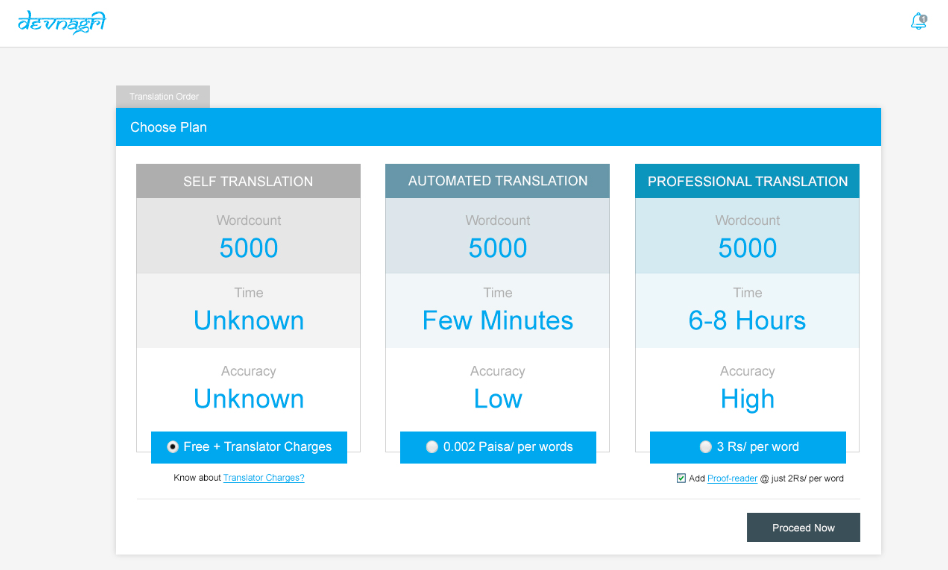 devnagri
1
Translation Order
Choose Plan
SELF TRANSLATION
Wordcount
5000
Time
Unknown
Accuracy
Unknown
Free + Translator Charges
Know about Translator Charges?
AUTOMATED TRANSLATION
Wordcount
5000
Time
Few Minutes
Accuracy
Low
0.002 Paisa/ per words
PROFESSIONAL TRANSLATION
Wordcount
5000
Time
6-8 Hours
Accuracy
High
3 Rs/ per word
Add Proof-reader @ just 2Rs/ per word
Proceed Now